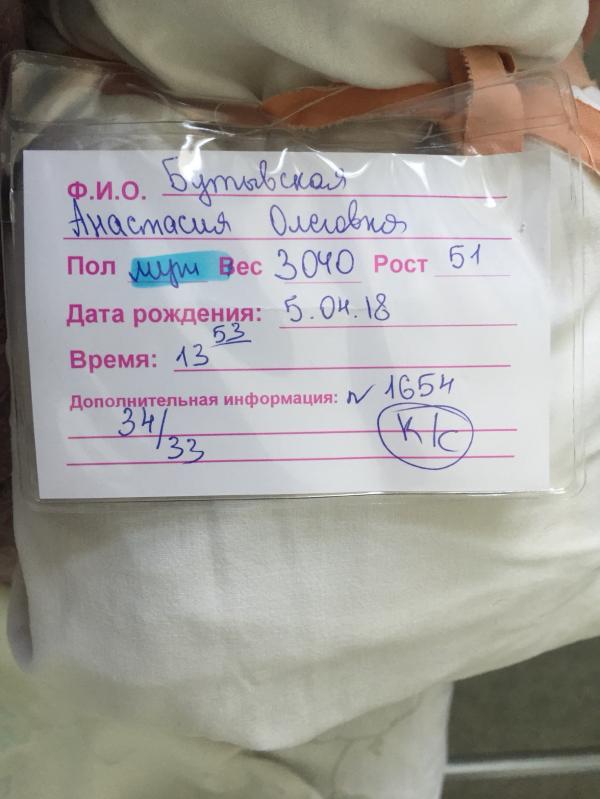 Ф.И.О. Бутывская
Анастасия Олеговна
Пол муж Вес 3040 Рост 51
Дата рождения: 5.04.18
Время: 13 53
Дополнительная информация: N 1654
34/33 К/С